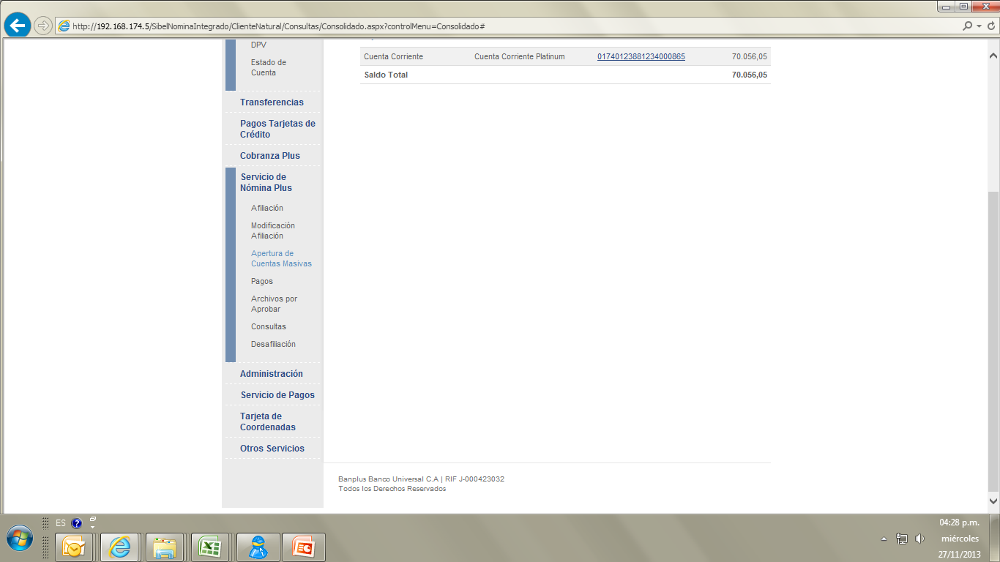 http://192.168.174.5/SibelNominaIntegrado/ClienteNatural/Consultas/Consolidado.aspx?controlMenu=Consolidado#
DPV
Estado de
Cuenta
Transferencias
Pagos Tarjetas de
Crédito
Cobranza Plus
Servicio de
Nómina Plus
Afiliación
Modificación
Afiliación
Apertura de
Cuentas Masivas
Pagos
Archivos por
Aprobar
Consultas
Desafiliación
Administración
Servicio de Pagos
Tarjeta de
Coordenadas
Otros Servicios
Cuenta Corriente Cuenta Corriente Platinum 01740123881234000865 70.056,05
Saldo Total 70.056,05
Banplus Banco Universal C.A | RIF J-000423032
Todos los Derechos Reservados
ES
04:28 p.m.
miércoles
27/11/2013